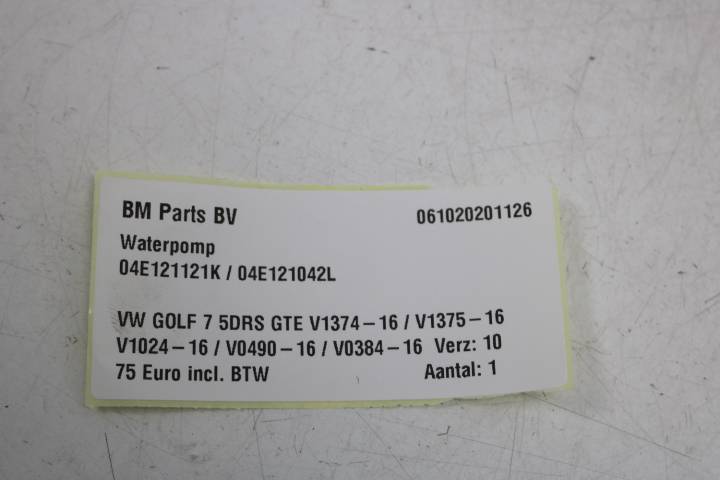 BM Parts BV 061020201126
Waterpomp
04E121121K / 04E121042L
VW GOLF 7 5DRS GTE V1374-16 / V1375-16
V1024-16 / V0490-16 / V0384-16 Verz: 10
75 Euro incl. BTW Aantal: 1